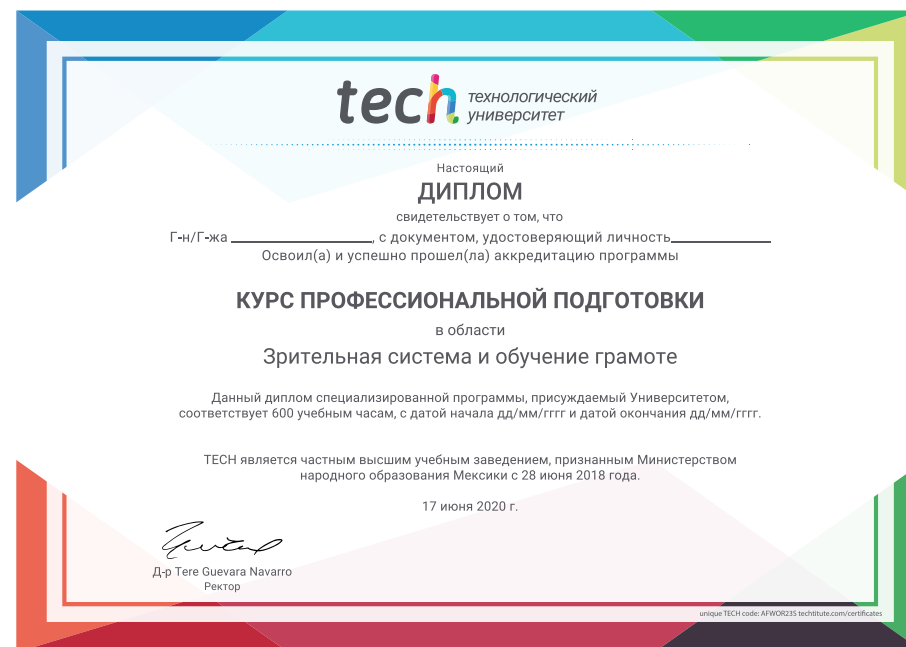 tech технологический
университет
Настоящий
ДИПЛОМ
свидетельствует о том, что
Г-н/Г-жа , с документом, удостоверяющий личность
Освоил(а) и успешно прошел(ла) аккредитацию программы
КУРС ПРОФЕССИОНАЛЬНОЙ ПОДГОТОВКИ
в области
Зрительная система и обучение грамоте
Данный диплом специализированной программы, присуждаемый Университетом,
соответствует 600 учебным часам, с датой начала дд/мм/гггг и датой окончания дд/мм/гггг.
TECH является частным высшим учебным заведением, признанным Министерством
народного образования Мексики с 28 июня 2018 года.
17 июня 2020 г.
Д-р Tere Guevara Navarro
Ректор
unique TECH code: AFWOR23S techtitute.com/certificates